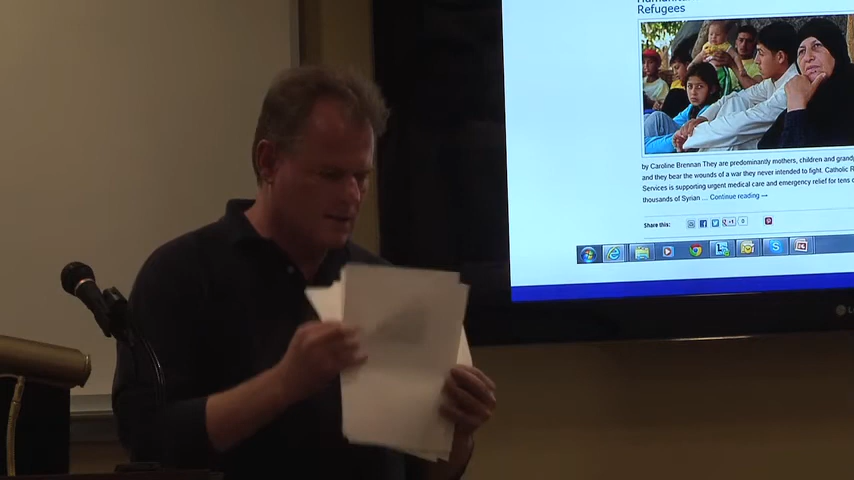 Refugees
by Caroline Brennan They are predominantly mothers, children and
and they bear the wounds of a war they never intended to fight. Catholic
Services is supporting urgent medical care and emergency relief for tens
thousands of Syrian ... Continue reading →
Share this:
+1 0